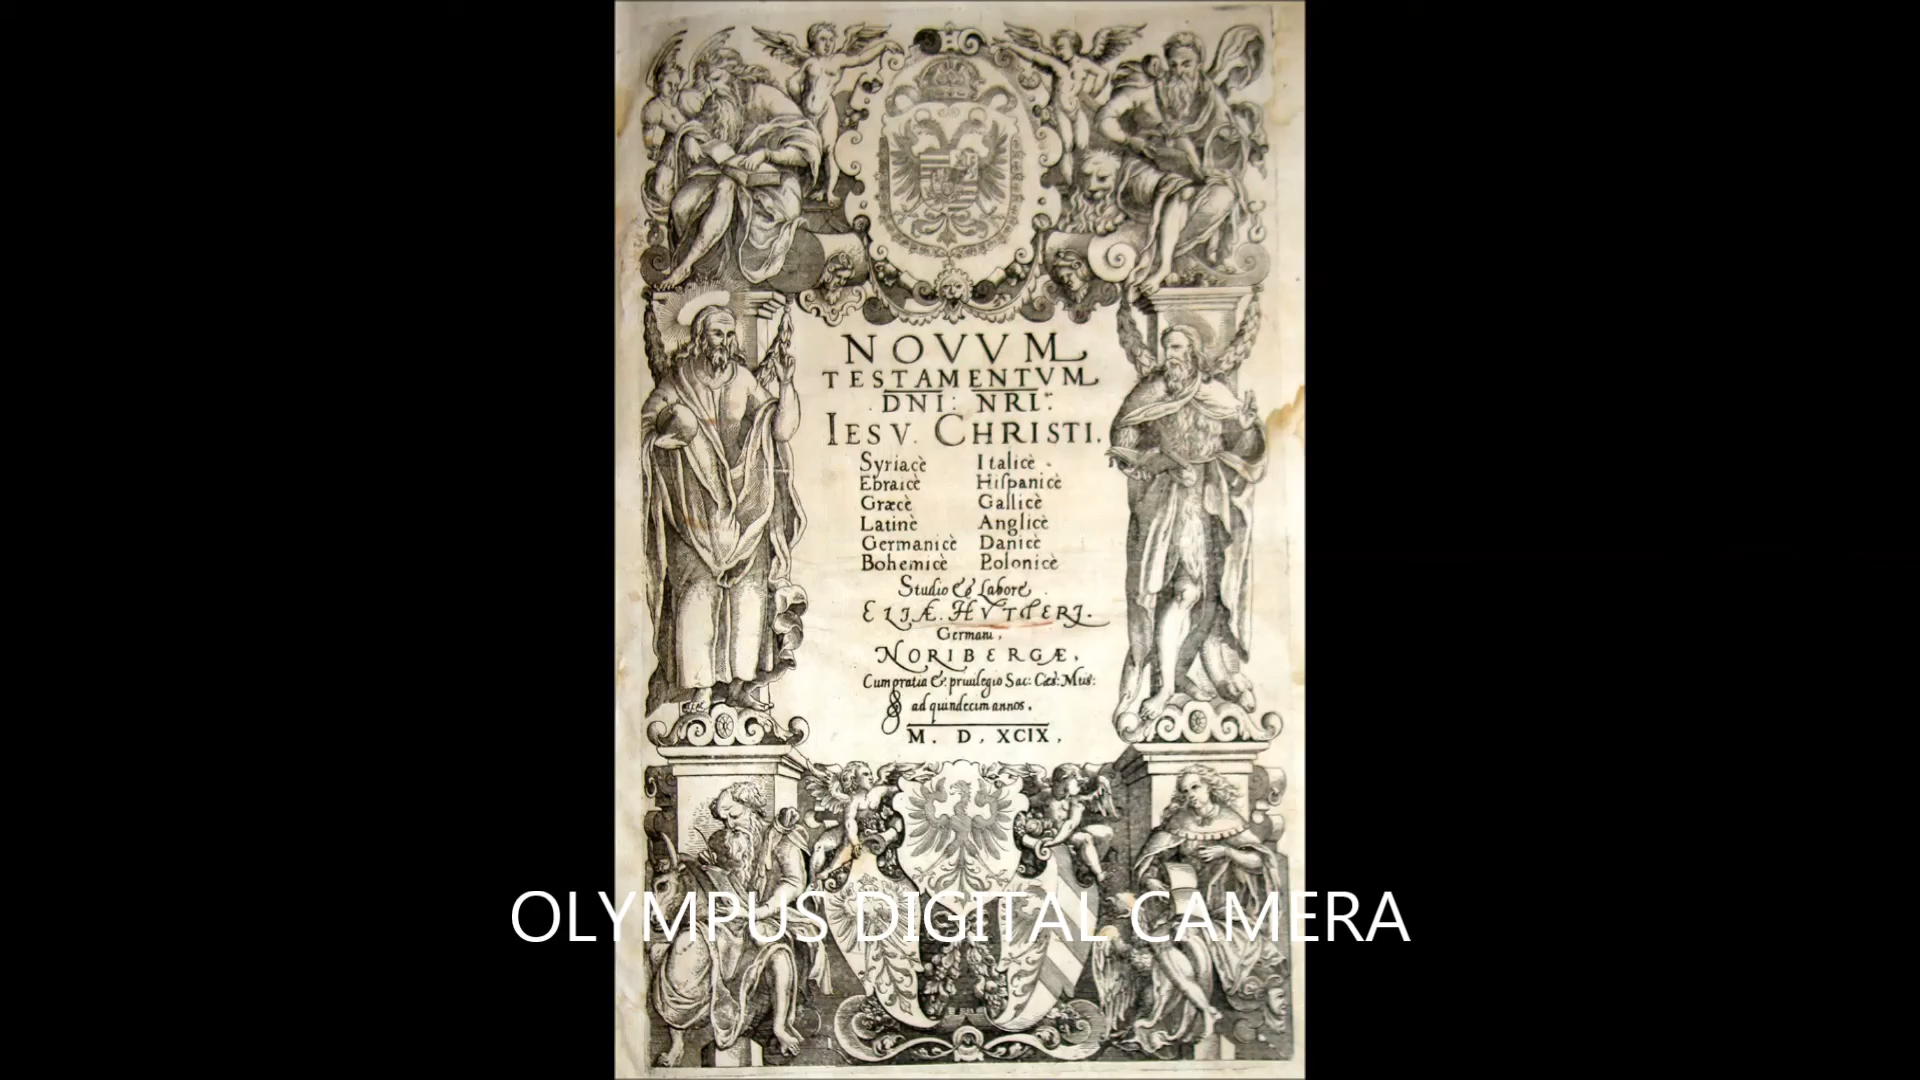 NOVVM
TESTAMENTVM
DNI: NRI:
IESV. CHRISTI.
Syriacè Italicè
Ebraicè Hispanicè
Græcè Gallicè
Latinè Anglicè
Germanicè Danicè
Bohemicè Polonicè
Studio & Labore
ELIÆ. HVTTERI.
Germani,
NORIBERGÆ,
Cum gratia & priuilegio Sac: Cæs: Mais:
ad quindecim annos.
M. D. XCIX.
OLYMPUS DIGITAL CAMERA